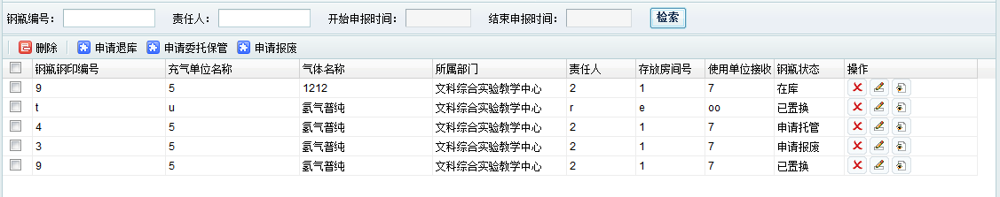 钢瓶编号： 责任人： 开始申报时间： 结束申报时间： 检索
删除 申请退库 申请委托保管 申请报废
钢瓶钢印编号 充气单位名称 气体名称 所属部门 责任人 存放房间号 使用单位接收 钢瓶状态 操作
9 5 1212 文科综合实验教学中心 2 1 7 在库
t u 氢气普纯 文科综合实验教学中心 r e oo 已置换
4 5 氢气普纯 文科综合实验教学中心 2 1 7 申请托管
3 5 氢气普纯 文科综合实验教学中心 2 1 7 申请报废
9 5 氢气普纯 文科综合实验教学中心 2 1 7 已置换